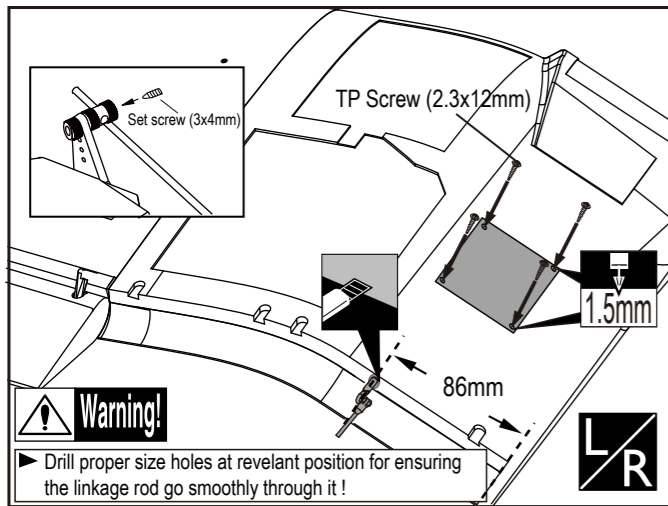 Set screw (3x4mm)
TP Screw (2.3x12mm)
1.5mm
86mm
Warning!
L/R
► Drill proper size holes at revelant position for ensuring
the linkage rod go smoothly through it !